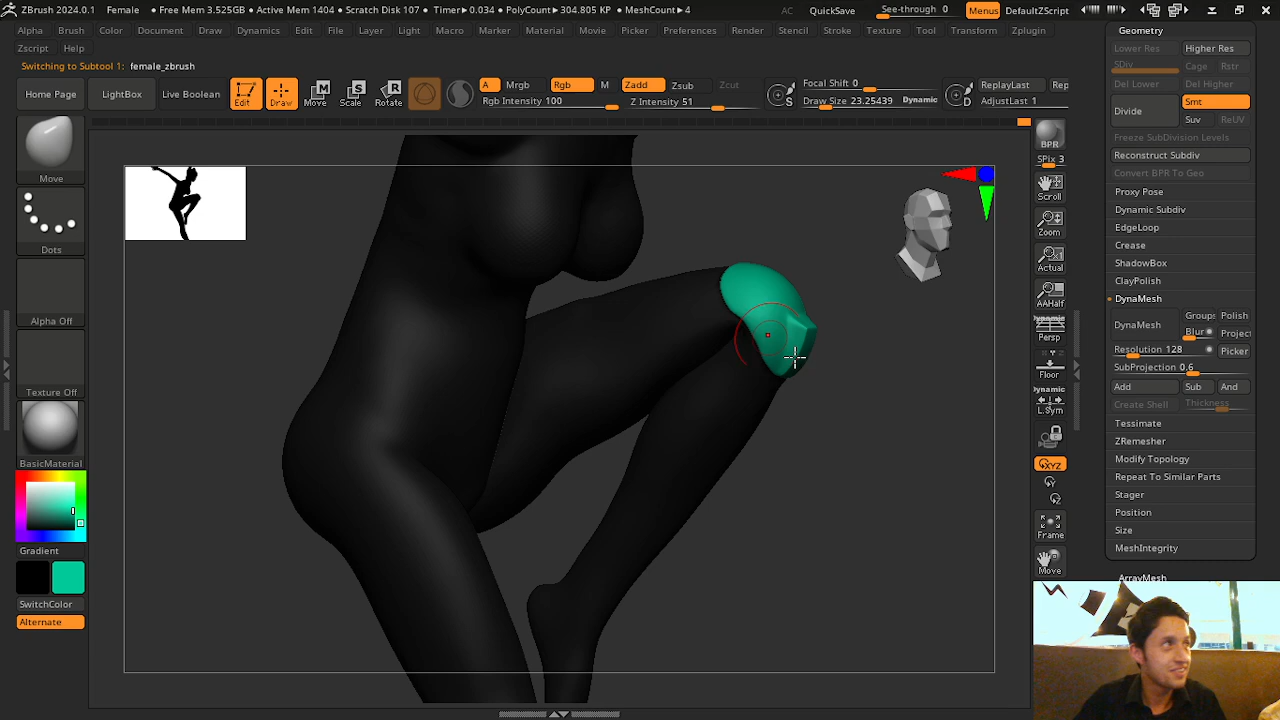 ZBrush 2024.0.1 Female • Free Mem 3.525GB • Active Mem 1404 • Scratch Disk 107 • Timer▸0.034 • PolyCount▸304.805 KP • MeshCount▸4 AC QuickSave See-through 0 Menus DefaultZScript
Alpha Brush Color Document Draw Dynamics Edit File Layer Light Macro Marker Material Movie Picker Preferences Render Stencil Stroke Texture Tool Transform Zplugin
Zscript Help
Switching to Subtool 1: female_zbrush
Home Page LightBox Live Boolean Edit Draw Move Scale Rotate A Mrgb Rgb M Zadd Zsub Zcut
Rgb Intensity 100 Z Intensity 51
S Focal Shift 0
Draw Size 23.25439 Dynamic
D ReplayLast Rep
AdjustLast 1
Move
Dots
Alpha Off
Texture Off
BasicMaterial
Gradient
SwitchColor
Alternate
BPR
SPix 3
Scroll
Zoom
Actual
AAHalf
Dynamic
Persp
Floor
Dynamic
L.Sym
XYZ
Y
Z
Frame
Move
Geometry
Lower Res Higher Res
SDiv Cage Rstr
Del Lower Del Higher
Divide Smt
Suv ReUV
Freeze SubDivision Levels
Reconstruct Subdiv
Convert BPR To Geo
Proxy Pose
Dynamic Subdiv
EdgeLoop
Crease
ShadowBox
ClayPolish
DynaMesh
DynaMesh Groups Polish
Blur Project
Resolution 128 Picker
SubProjection 0.6
Add Sub And
Create Shell Thickness
Tessimate
ZRemesher
Modify Topology
Repeat To Similar Parts
Stager
Position
Size
MeshIntegrity
ArrayMesh